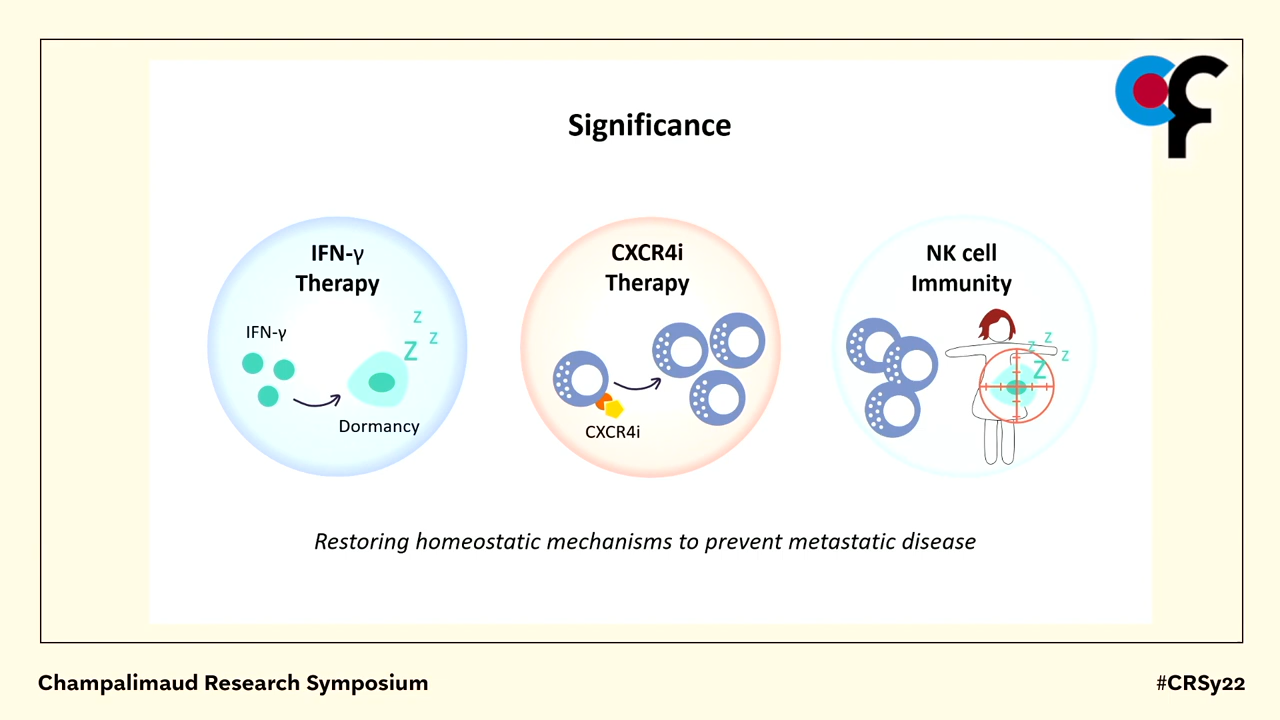 Significance
IFN-γ
Therapy
IFN-γ
z
z
Z
Dormancy
CXCR4i
Therapy
CXCR4i
NK cell
Immunity
z
z
z
Z
Restoring homeostatic mechanisms to prevent metastatic disease
cf
Champalimaud Research Symposium
#CRSy22